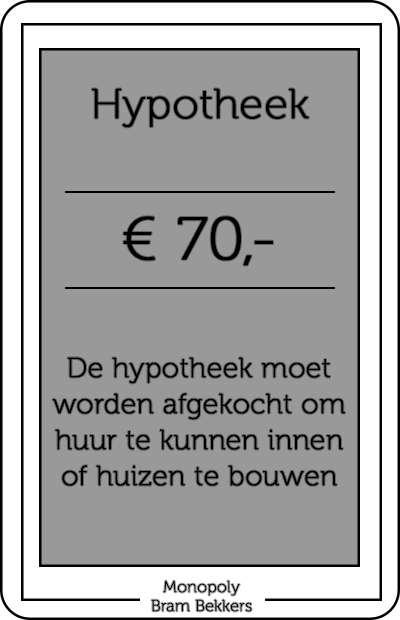 Hypotheek
€ 70,-
De hypotheek moet
worden afgekocht om
huur te kunnen innen
of huizen te bouwen
Monopoly
Bram Bekkers